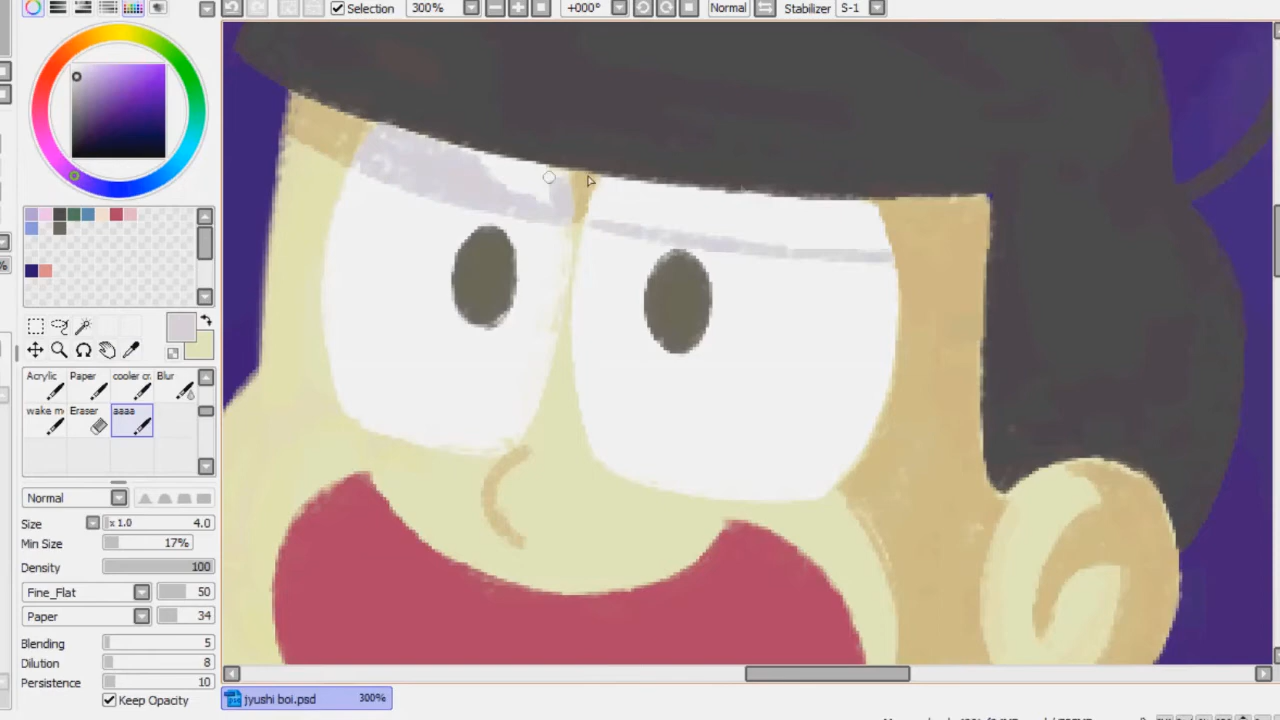 Selection 300% +000° Normal Stabilizer S-1
Acrylic Paper cooler cr Blur
wake m Eraser aaaa
Normal
Size x 1.0 4.0
Min Size 17%
Density 100
Fine_Flat 50
Paper 34
Blending 5
Dilution 8
Persistence 10
Keep Opacity
jyushi boi.psd 300%